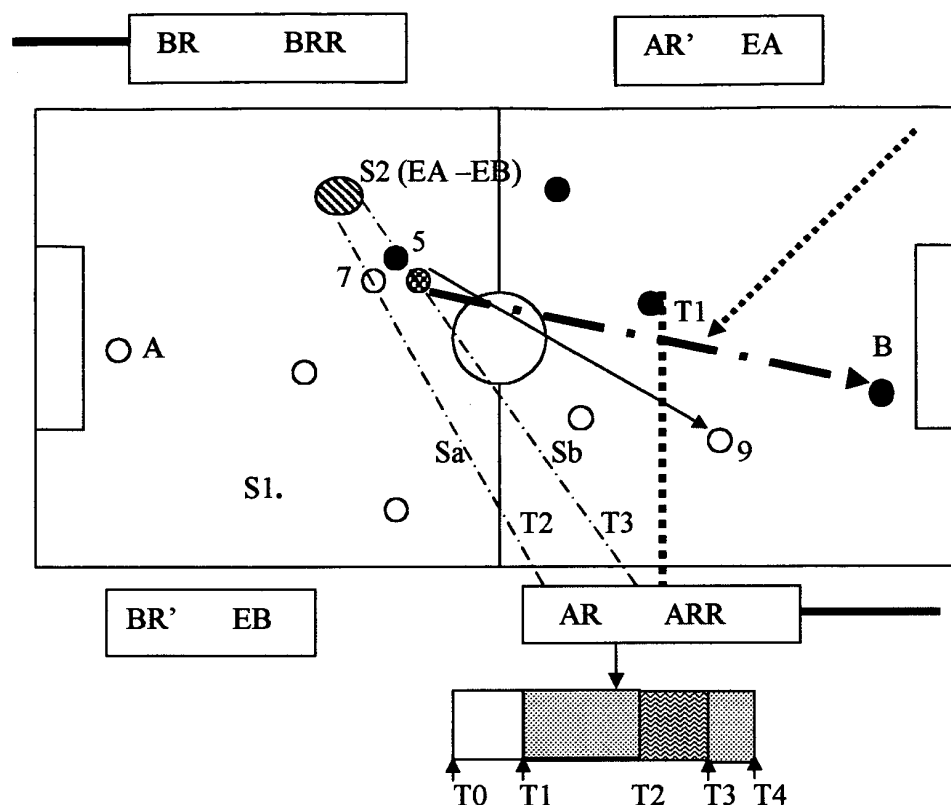 BR BRR
AR’ EA
S2 (EA –EB)
5
7
T1
A
B
9
Sa Sb
S1.
T2 T3
BR’ EB
AR ARR
T0 T1 T2 T3 T4